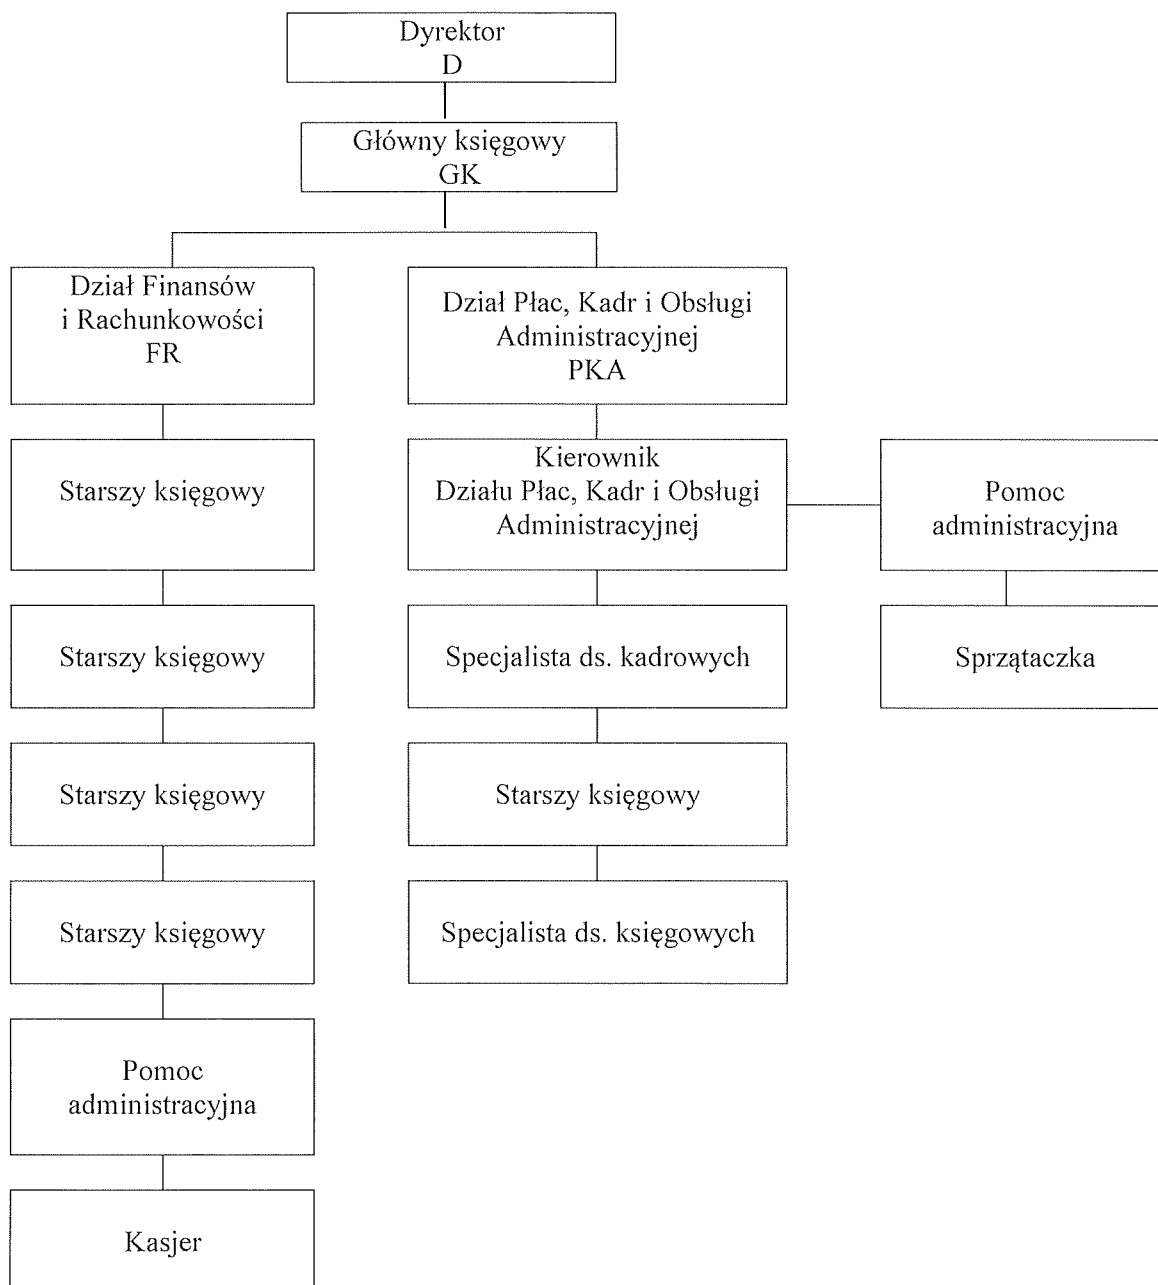 Dyrektor
D
Główny księgowy
GK
Dział Finansów
i Rachunkowości
FR
Dział Płac, Kadr i Obsługi
Administracyjnej
PKA
Starszy księgowy
Kierownik
Działu Płac, Kadr i Obsługi
Administracyjnej
Pomoc
administracyjna
Starszy księgowy
Specjalista ds. kadrowych
Sprzątaczka
Starszy księgowy
Starszy księgowy
Starszy księgowy
Specjalista ds. księgowych
Pomoc
administracyjna
Kasjer